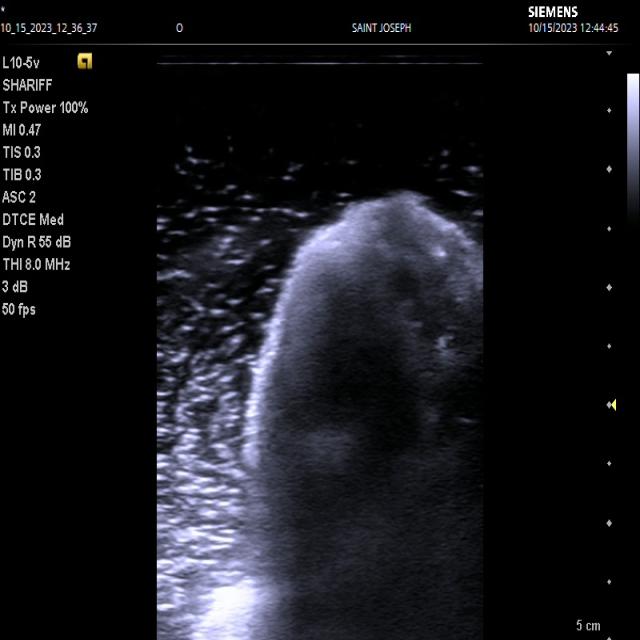 *
SIEMENS
10_15_2023_12_36_37 O SAINT JOSEPH 10/15/2023 12:44:45
L10-5v
SHARIFF
Tx Power 100%
MI 0.47
TIS 0.3
TIB 0.3
ASC 2
DTCE Med
Dyn R 55 dB
THI 8.0 MHz
3 dB
50 fps
5 cm